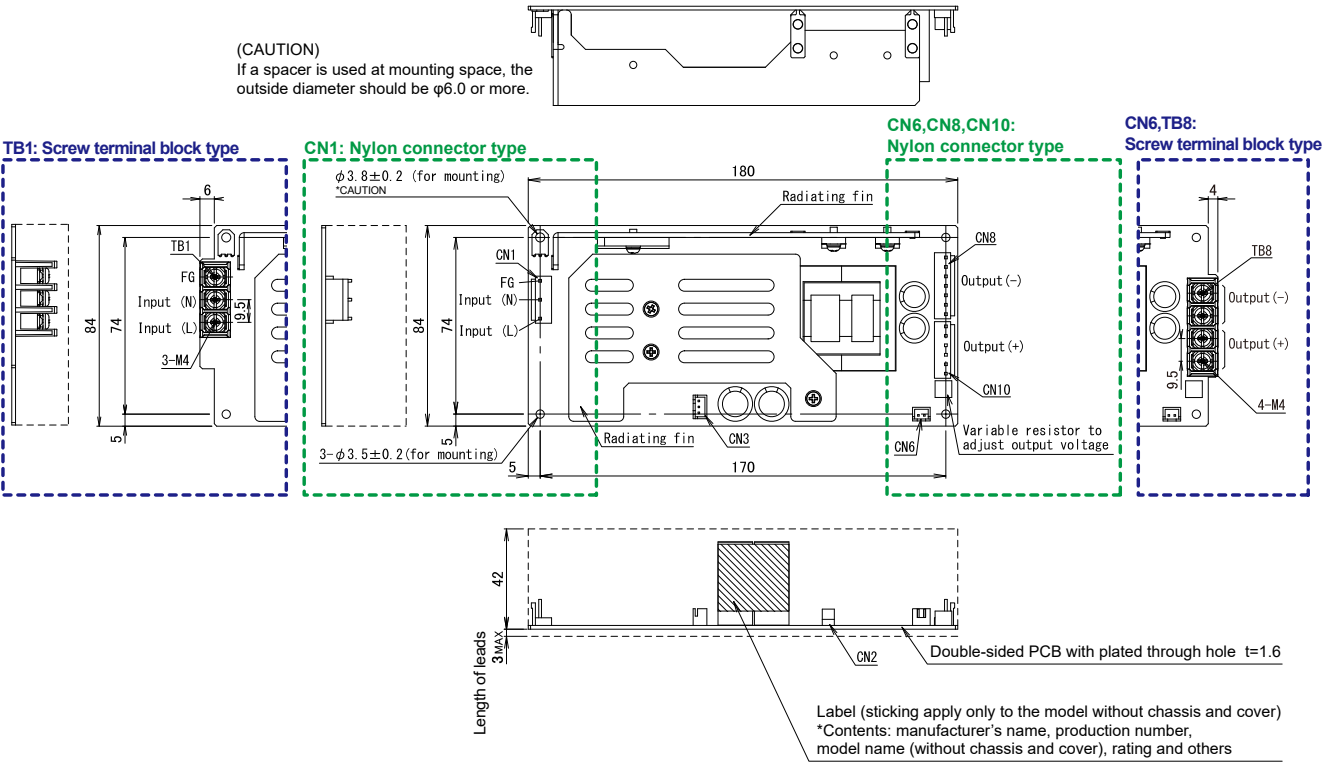 (CAUTION)
If a spacer is used at mounting space, the
outside diameter should be φ6.0 or more.
TB1: Screw terminal block type
CN1: Nylon connector type
CN6,CN8,CN10:
Nylon connector type
CN6,TB8:
Screw terminal block type
6
TB1
FG
Input (N)
Input (L)
3-M4
9.5
84
74
5
φ3.8±0.2 (for mounting)
*CAUTION
CN1
FG
Input (N)
Input (L)
84
74
5
3-φ3.5±0.2(for mounting)
5
180
Radiating fin
Radiating fin
CN3
170
CN8
Output(-)
Output(+)
CN10
CN6
Variable resistor to
adjust output voltage
4
TB8
Output(-)
Output(+)
9.5
4-M4
42
3 MAX
Length of leads
CN2
Double-sided PCB with plated through hole t=1.6
Label (sticking apply only to the model without chassis and cover)
*Contents: manufacturer's name, production number,
model name (without chassis and cover), rating and others